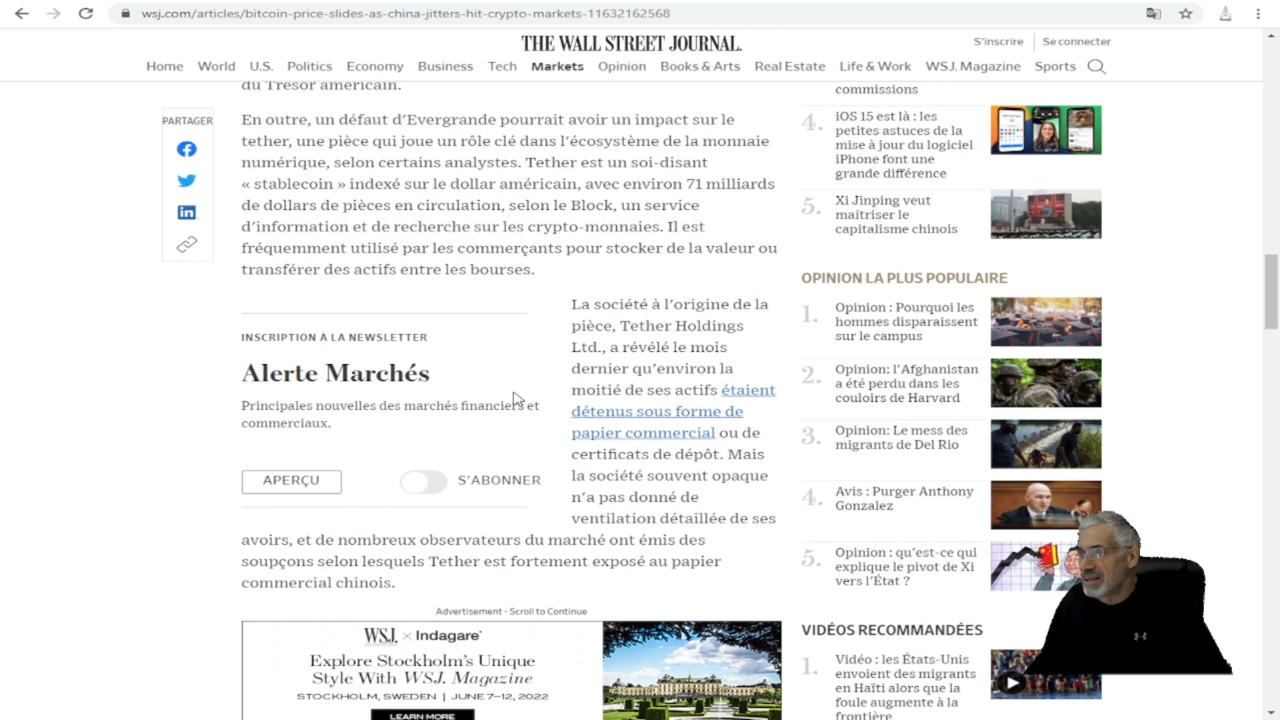 wsj.com/articles/bitcoin-price-slides-as-china-jitters-hit-crypto-markets-11632162568
THE WALL STREET JOURNAL.
S'inscrire
Se connecter
Home World U.S. Politics Economy Business Tech Markets Opinion Books & Arts Real Estate Life & Work WSJ. Magazine Sports
du Trésor américain.
PARTAGER
En outre, un défaut d'Evergrande pourrait avoir un impact sur le
tether, une pièce qui joue un rôle clé dans l'écosystème de la monnaie
numérique, selon certains analystes. Tether est un soi-disant
« stablecoin » indexé sur le dollar américain, avec environ 71 milliards
de dollars de pièces en circulation, selon le Block, un service
d'information et de recherche sur les crypto-monnaies. Il est
fréquemment utilisé par les commerçants pour stocker de la valeur ou
transférer des actifs entre les bourses.
INSCRIPTION À LA NEWSLETTER
Alerte Marchés
Principales nouvelles des marchés financiers et
commerciaux.
APERÇU
S'ABONNER
La société à l'origine de la
pièce, Tether Holdings
Ltd., a révélé le mois
dernier qu'environ la
moitié de ses actifs étaient
détenus sous forme de
papier commercial ou de
certificats de dépôt. Mais
la société souvent opaque
n'a pas donné de
ventilation détaillée de ses
avoirs, et de nombreux observateurs du marché ont émis des
soupçons selon lesquels Tether est fortement exposé au papier
commercial chinois.
Advertisement - Scroll to Continue
WSJ. × Indagare
Explore Stockholm's Unique
Style With WSJ. Magazine
STOCKHOLM, SWEDEN | JUNE 7–12, 2022
LEARN MORE
commissions
4. iOS 15 est là : les
petites astuces de la
mise à jour du logiciel
iPhone font une
grande différence
5. Xi Jinping veut
maîtriser le
capitalisme chinois
OPINION LA PLUS POPULAIRE
1. Opinion : Pourquoi les
hommes disparaissent
sur le campus
2. Opinion: l'Afghanistan
a été perdu dans les
couloirs de Harvard
3. Opinion: Le mess des
migrants de Del Rio
4. Avis : Purger Anthony
Gonzalez
5. Opinion : qu'est-ce qui
explique le pivot de Xi
vers l'État ?
VIDÉOS RECOMMANDÉES
1. Vidéo : les États-Unis
envoient des migrants
en Haïti alors que la
foule augmente à la
frontière